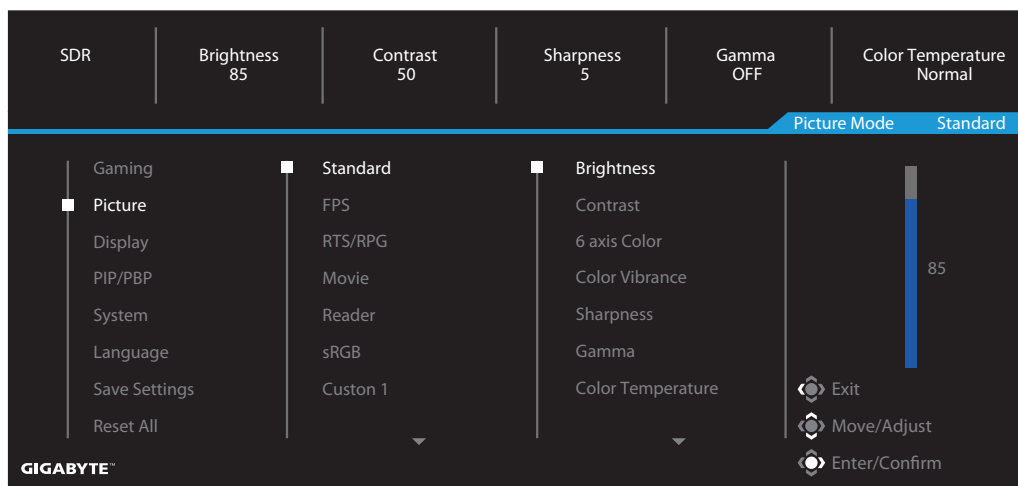 SDR
Brightness
85
Contrast
50
Sharpness
5
Gamma
OFF
Color Temperature
Normal
Picture Mode Standard
Gaming
Picture
Display
PIP/PBP
System
Language
Save Settings
Reset All
Standard
FPS
RTS/RPG
Movie
Reader
sRGB
Custon 1
Brightness
Contrast
6 axis Color
Color Vibrance
Sharpness
Gamma
Color Temperature
85
Exit
Move/Adjust
Enter/Confirm
GIGABYTE™